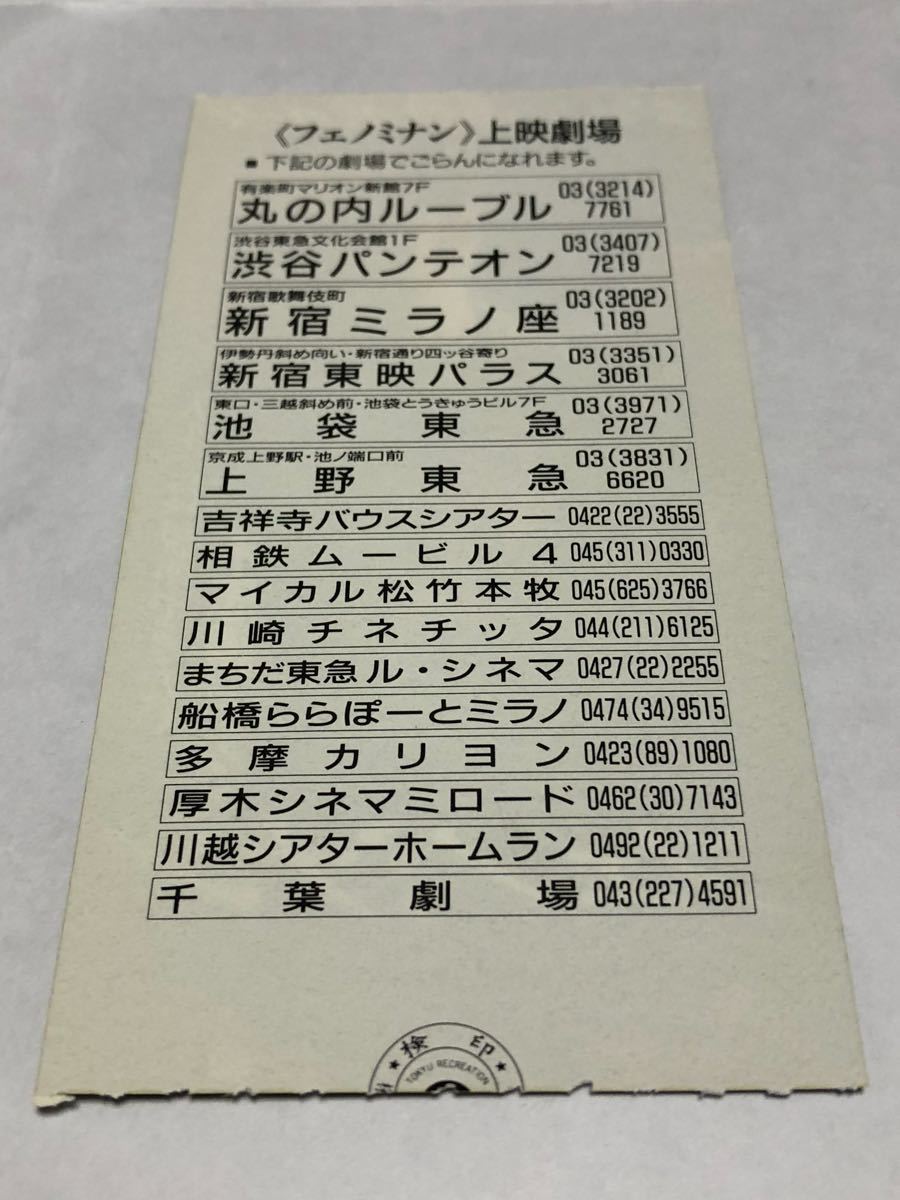 《フェノミナン》上映劇場
■ 下記の劇場でごらんになれます。
有楽町マリオン新館7F
丸の内ルーブル 03(3214)7761
渋谷東急文化会館1F
渋谷パンテオン 03(3407)7219
新宿歌舞伎町
新宿ミラノ座 03(3202)1189
伊勢丹斜め向い・新宿通り四ッ谷寄り
新宿東映パラス 03(3351)3061
東口・三越斜め前・池袋とうきゅうビル7F
池袋東急 03(3971)2727
京成上野駅・池ノ端口前
上野東急 03(3831)6620
吉祥寺バウスシアター 0422(22)3555
相鉄ムービル4 045(311)0330
マイカル松竹本牧 045(625)3766
川崎チネチッタ 044(211)6125
まちだ東急ル・シネマ 0427(22)2255
船橋ららぽーとミラノ 0474(34)9515
多摩カリヨン 0423(89)1080
厚木シネマミロード 0462(30)7143
川越シアターホームラン 0492(22)1211
千葉劇場 043(227)4591
★検印★
TOKYU RECREATION